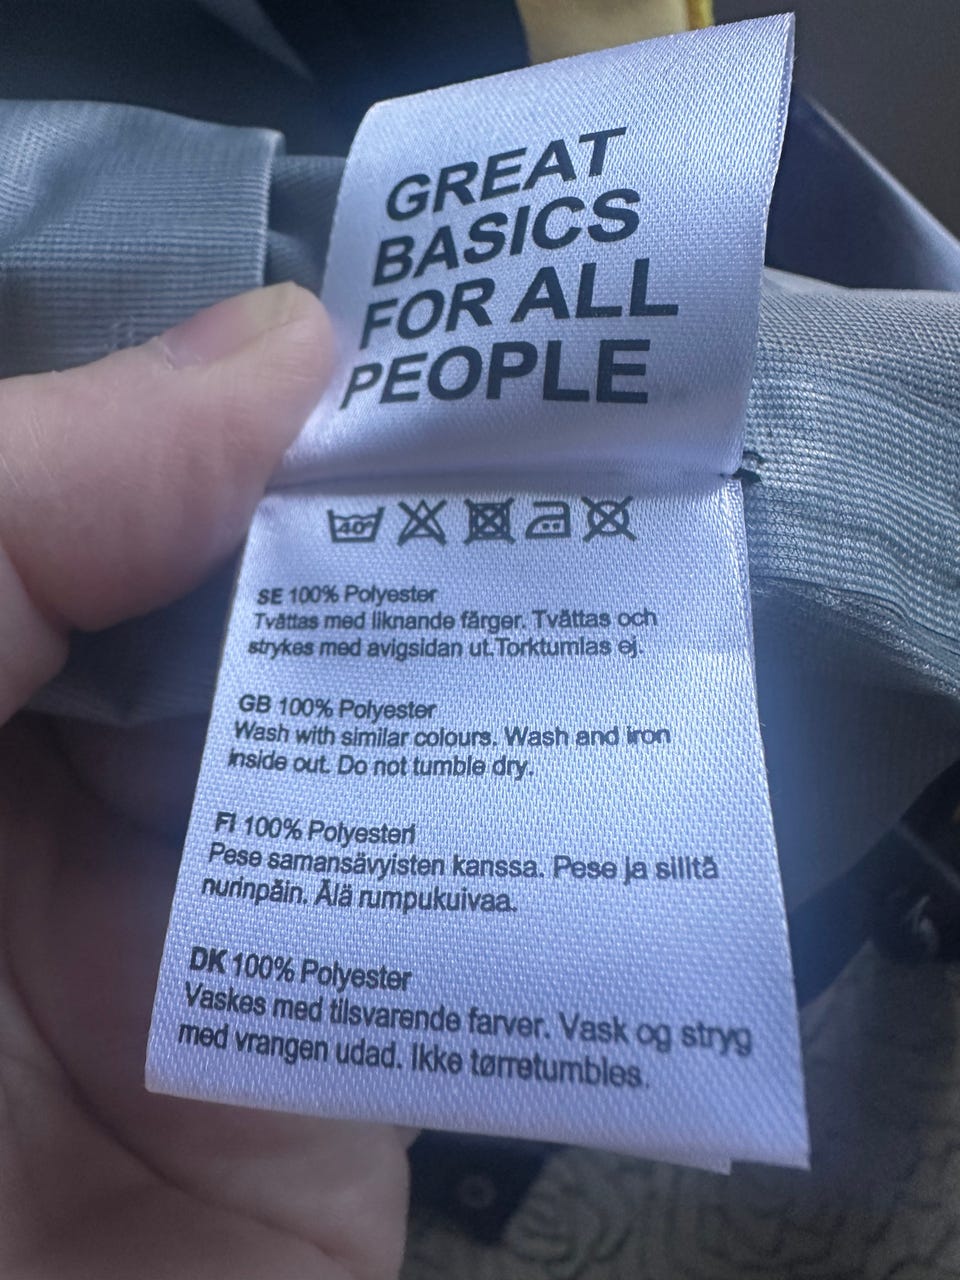 GREAT
BASICS
FOR ALL
PEOPLE
40°
SE 100% Polyester
Tvättas med liknande färger. Tvättas och
strykes med avigsidan ut. Torktumlas ej.
GB 100% Polyester
Wash with similar colours. Wash and iron
inside out. Do not tumble dry.
FI 100% Polyesteri
Pese samansävyisten kanssa. Pese ja silitä
nurinpäin. Älä rumpukuivaa.
DK 100% Polyester
Vaskes med tilsvarende farver. Vask og stryg
med vrangen udad. Ikke tørretumbles.